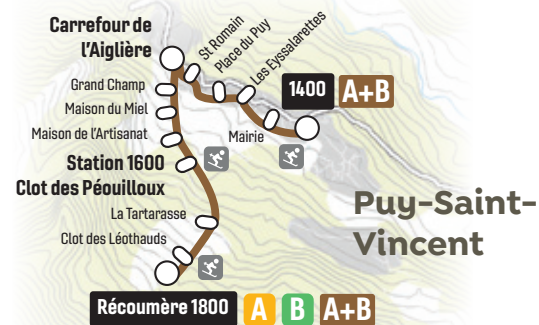 Carrefour de
l'Aiglière
St Romain
Place du Puy
Les Eyssalarettes
Grand Champ
1400 A+B
Maison du Miel
Maison de l'Artisanat
Mairie
Station 1600
Clot des Péouilloux
Puy-Saint-
Vincent
La Tartarasse
Clot des Léothauds
Récoumère 1800 A B A+B